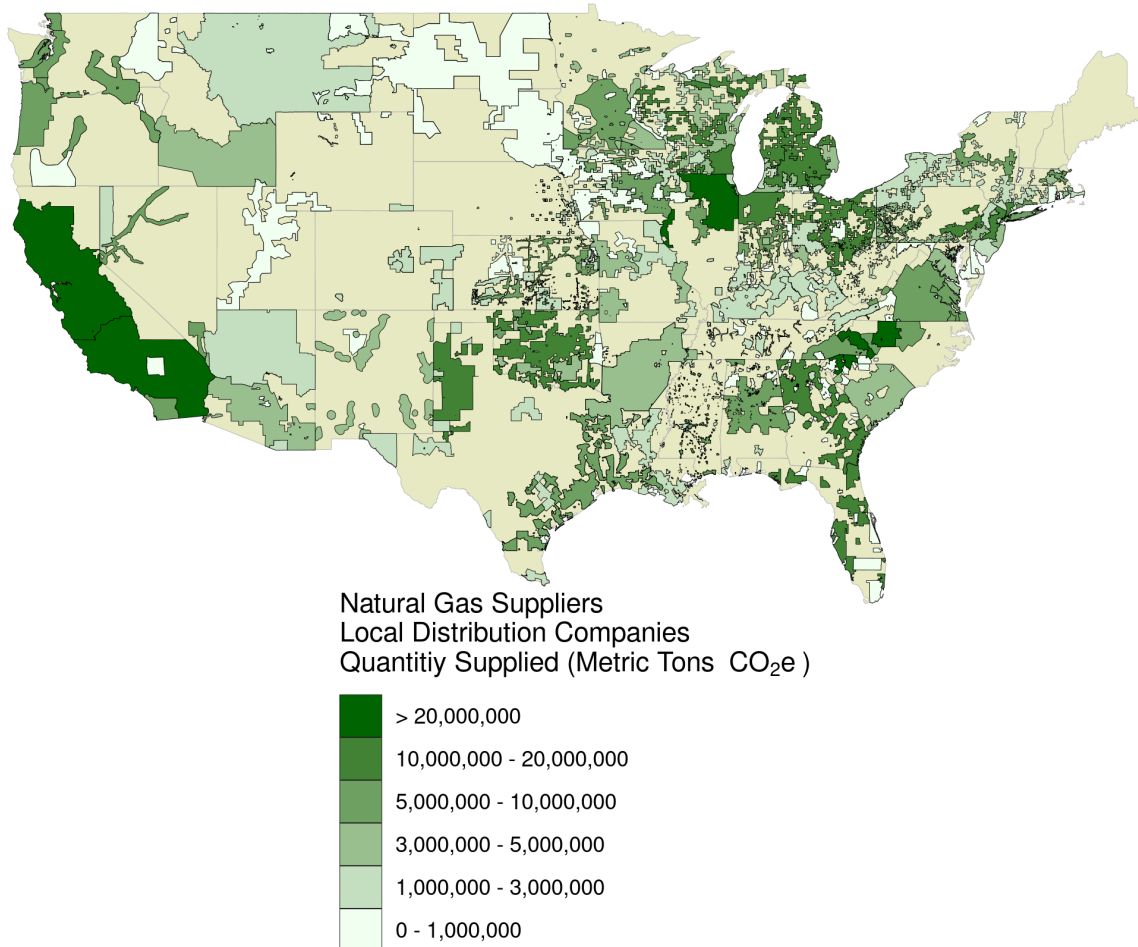 Natural Gas Suppliers
Local Distribution Companies
Quantitiy Supplied (Metric Tons CO₂e )
> 20,000,000
10,000,000 - 20,000,000
5,000,000 - 10,000,000
3,000,000 - 5,000,000
1,000,000 - 3,000,000
0 - 1,000,000